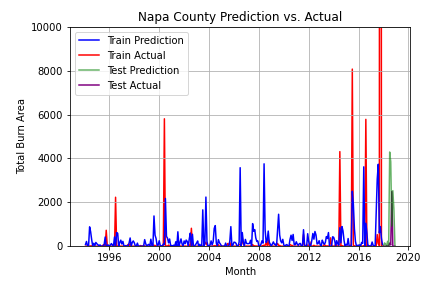 Napa County Prediction vs. Actual
10000
8000
6000
4000
2000
0
Total Burn Area
Train Prediction
Train Actual
Test Prediction
Test Actual
1996 2000 2004 2008 2012 2016 2020
Month